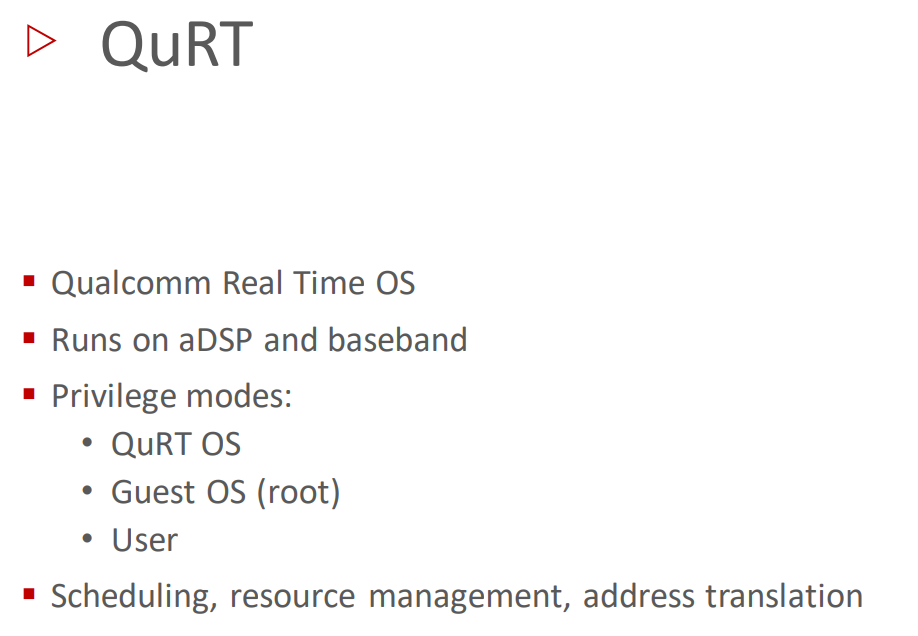 QuRT
Qualcomm Real Time OS
Runs on aDSP and baseband
Privilege modes:
QuRT OS
Guest OS (root)
User
Scheduling, resource management, address translation